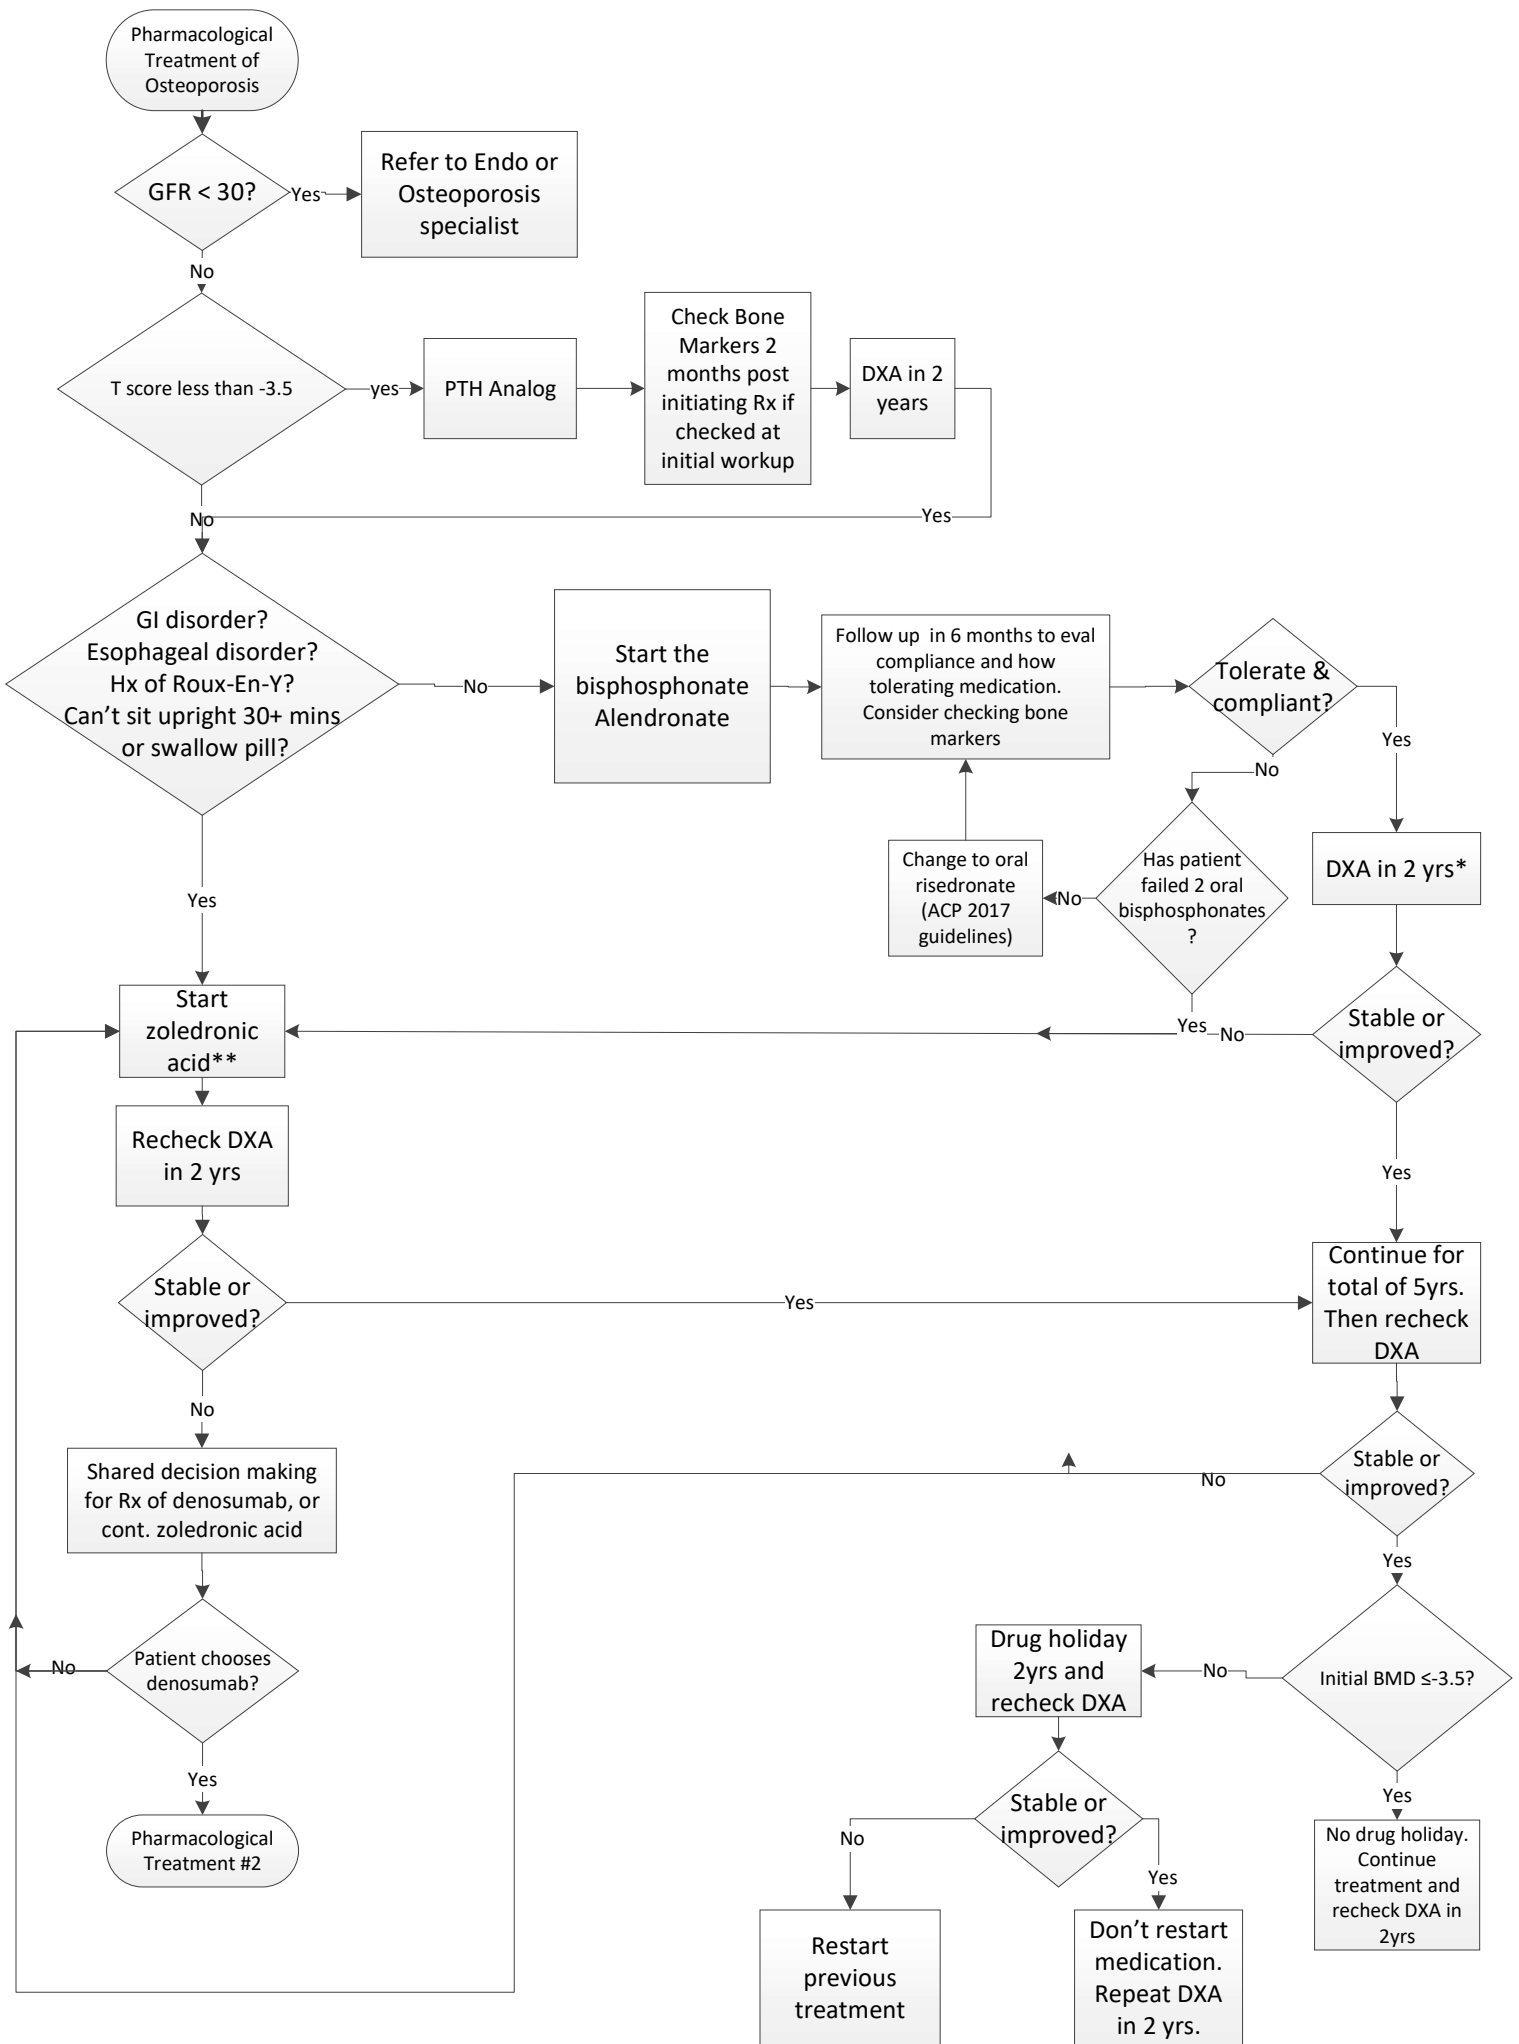 Pharmacological
Treatment of
Osteoporosis
GFR < 30?
Yes
Refer to Endo or
Osteoporosis
specialist
No
T score less than -3.5
yes
PTH Analog
Check Bone
Markers 2
months post
initiating Rx if
checked at
initial workup
DXA in 2
years
Yes
No
GI disorder?
Esophageal disorder?
Hx of Roux-En-Y?
Can't sit upright 30+ mins
or swallow pill?
No
Start the
bisphosphonate
Alendronate
Follow up in 6 months to eval
compliance and how
tolerating medication.
Consider checking bone
markers
Tolerate &
compliant?
Yes
No
Has patient
failed 2 oral
bisphosphonates
?
No
Change to oral
risedronate
(ACP 2017
guidelines)
DXA in 2 yrs*
Yes
Start
zoledronic
acid**
Yes
No
Stable or
improved?
Recheck DXA
in 2 yrs
Yes
Stable or
improved?
Yes
Continue for
total of 5yrs.
Then recheck
DXA
No
Shared decision making
for Rx of denosumab, or
cont. zoledronic acid
No
Stable or
improved?
Yes
Patient chooses
denosumab?
No
Drug holiday
2yrs and
recheck DXA
No
Initial BMD ≤-3.5?
Yes
Pharmacological
Treatment #2
Stable or
improved?
No
Yes
Yes
No drug holiday.
Continue
treatment and
recheck DXA in
2yrs
Restart
previous
treatment
Don't restart
medication.
Repeat DXA
in 2 yrs.